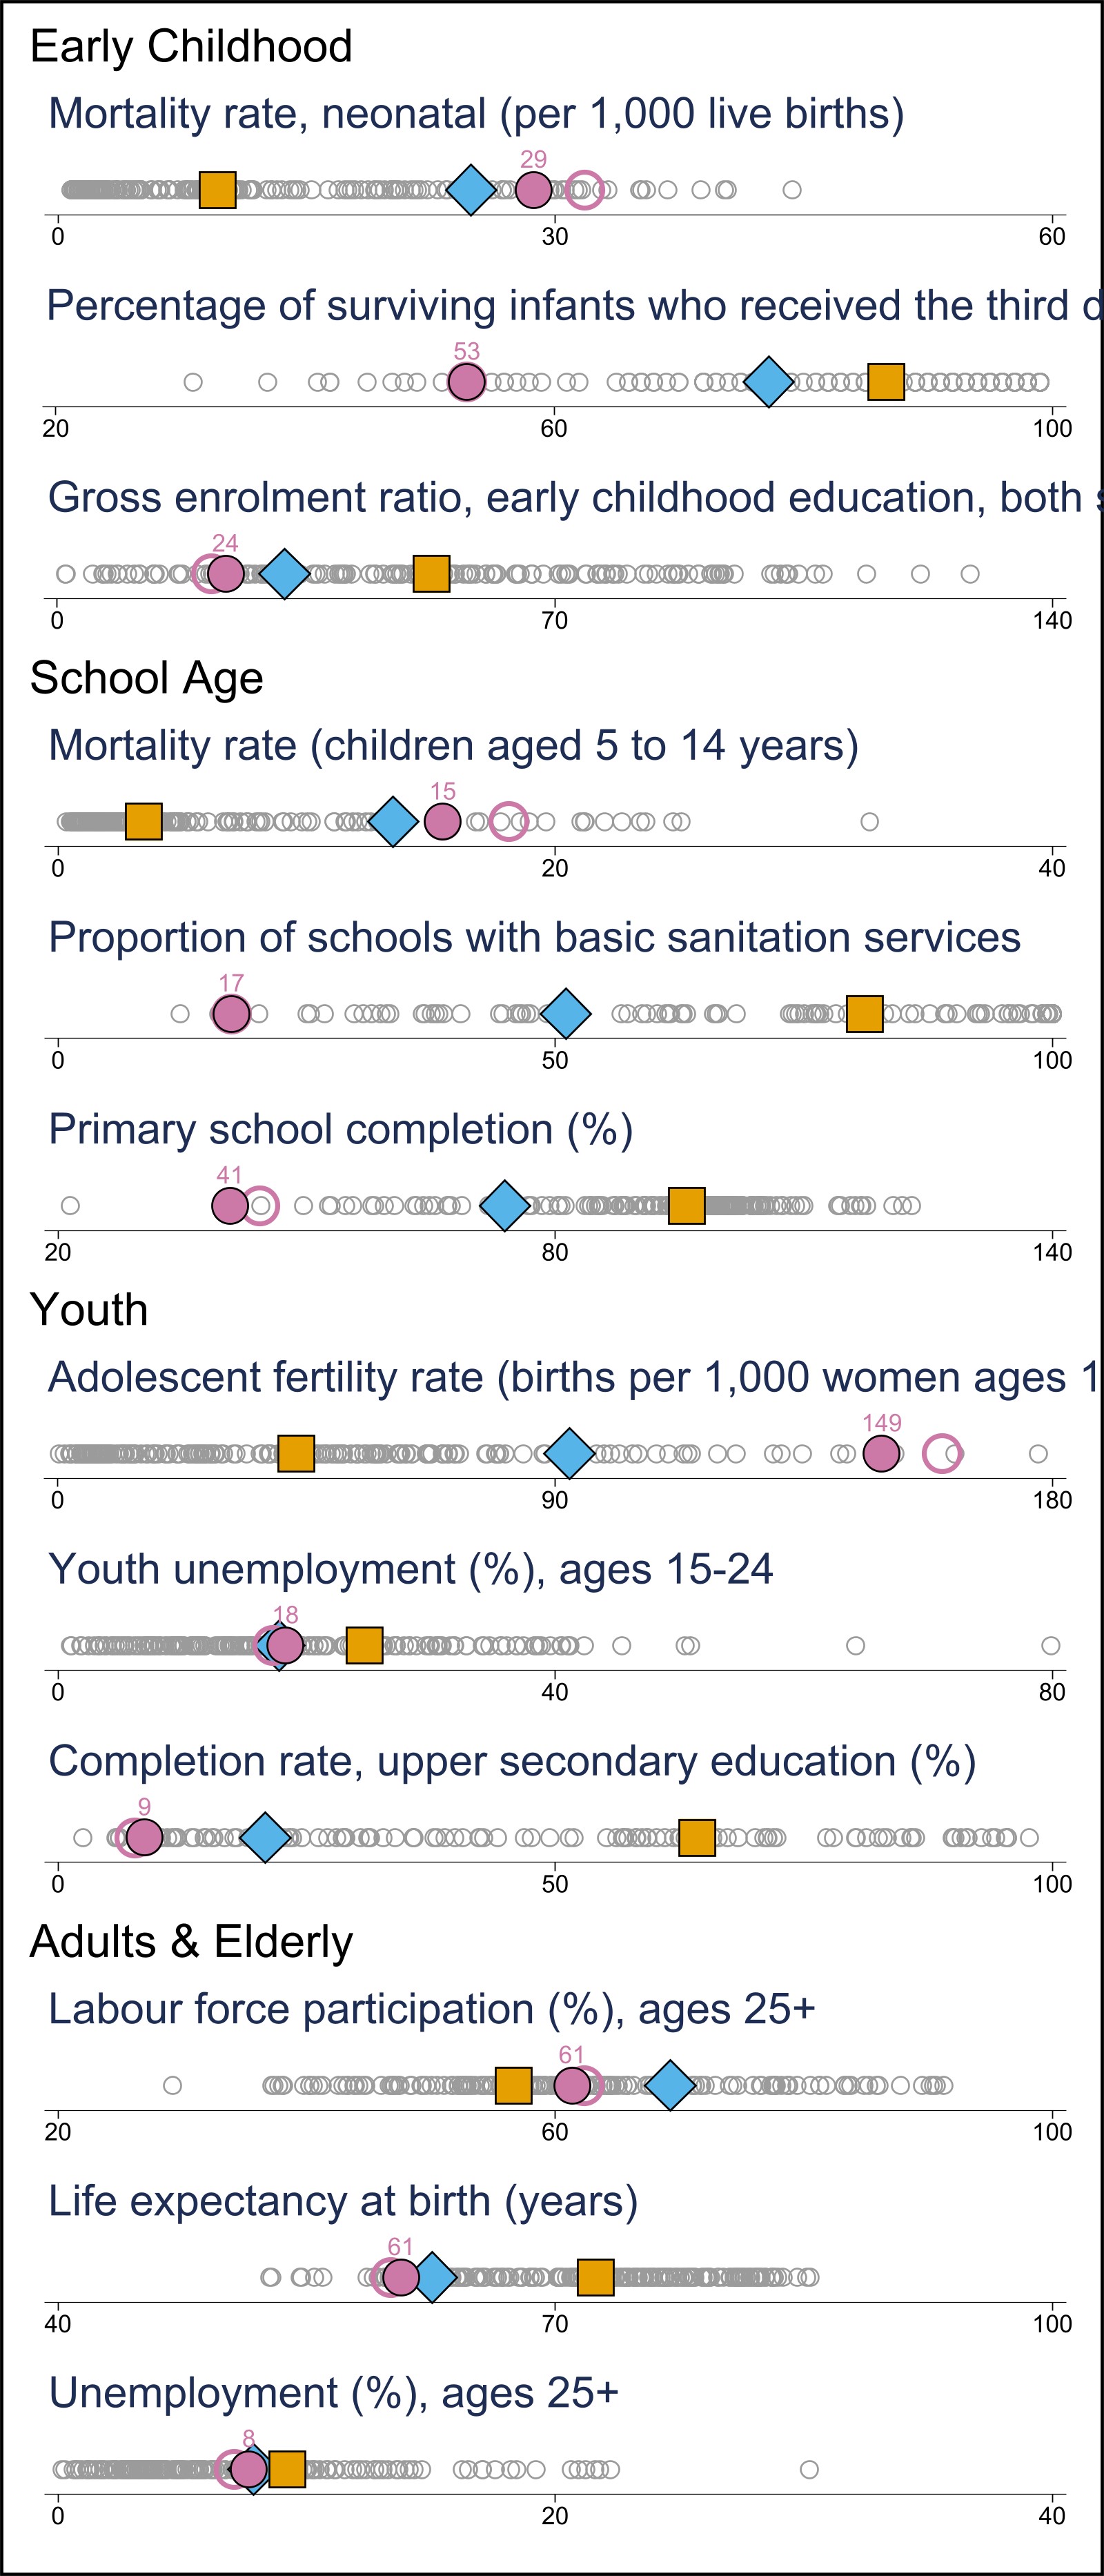 Early Childhood
Mortality rate, neonatal (per 1,000 live births)
29
0 30 60
Percentage of surviving infants who received the third d
53
20 60 100
Gross enrolment ratio, early childhood education, both
24
0 70 140
School Age
Mortality rate (children aged 5 to 14 years)
15
0 20 40
Proportion of schools with basic sanitation services
17
0 50 100
Primary school completion (%)
41
20 80 140
Youth
Adolescent fertility rate (births per 1,000 women ages 1
149
0 90 180
Youth unemployment (%), ages 15-24
18
0 40 80
Completion rate, upper secondary education (%)
9
0 50 100
Adults & Elderly
Labour force participation (%), ages 25+
61
20 60 100
Life expectancy at birth (years)
61
40 70 100
Unemployment (%), ages 25+
8
0 20 40